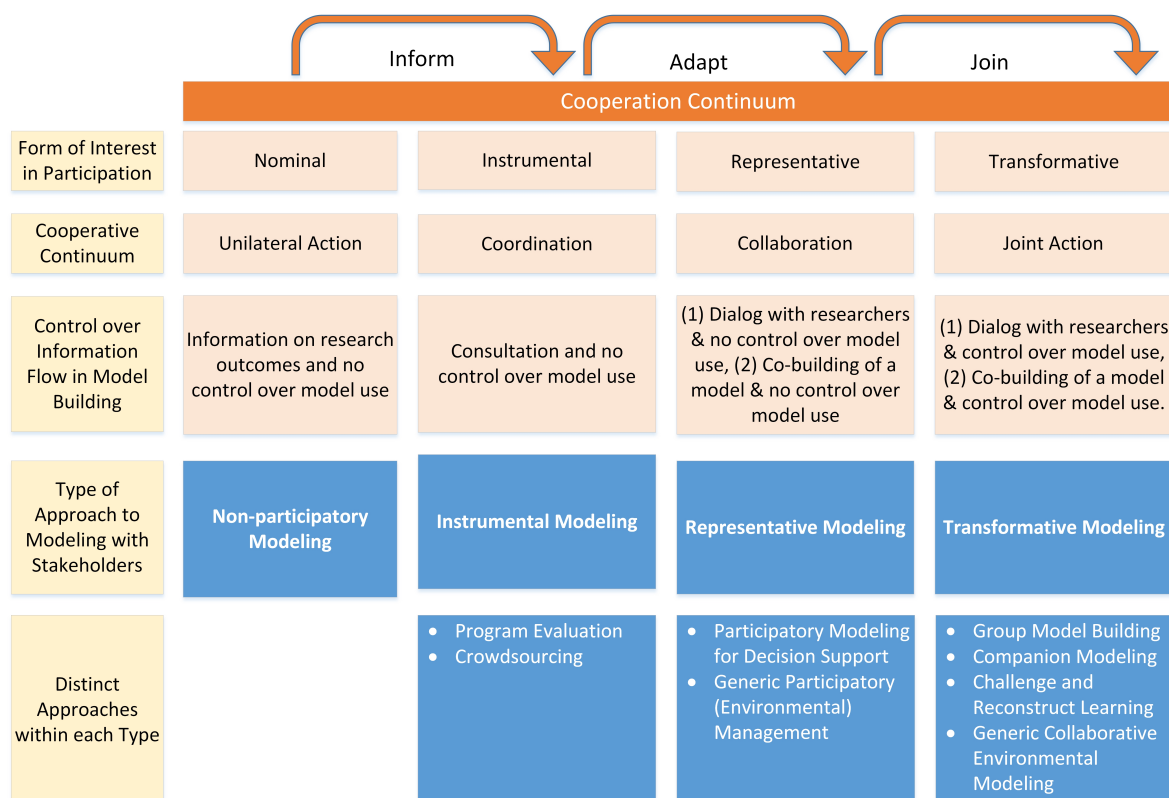 Inform
Adapt
Join
Cooperation Continuum
Form of Interest
in Participation
Nominal
Instrumental
Representative
Transformative
Cooperative
Continuum
Unilateral Action
Coordination
Collaboration
Joint Action
Control over
Information
Flow in Model
Building
Information on research
outcomes and no
control over model use
Consultation and no
control over model use
(1) Dialog with researchers
& no control over model
use, (2) Co-building of a
model & no control over
model use
(1) Dialog with researchers
& control over model use,
(2) Co-building of a model
& control over model use.
Type of
Approach to
Modeling with
Stakeholders
Non-participatory
Modeling
Instrumental Modeling
Representative Modeling
Transformative Modeling
Distinct
Approaches
within each Type
• Program Evaluation
• Crowdsourcing
• Participatory Modeling
for Decision Support
• Generic Participatory
(Environmental)
Management
• Group Model Building
• Companion Modeling
• Challenge and
Reconstruct Learning
• Generic Collaborative
Environmental
Modeling